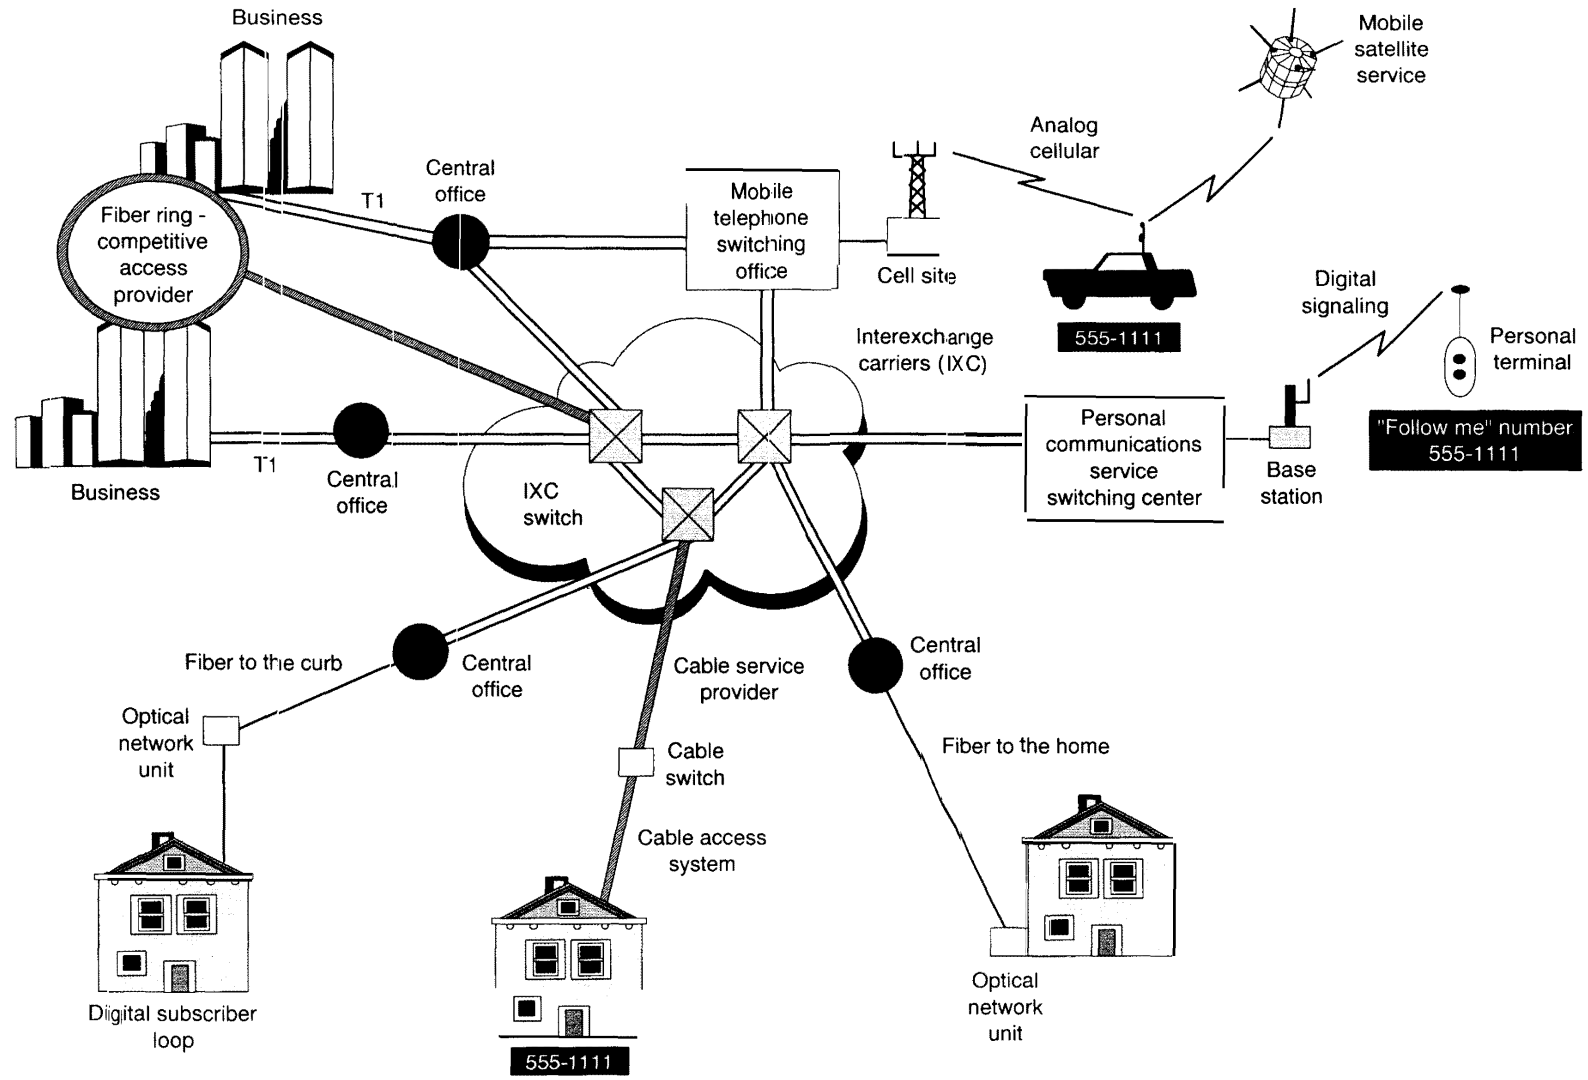 Business
Mobile
satellite
service
Analog
cellular
Central
office
T1
Mobile
telephone
switching
office
Fiber ring -
competitive
access
provider
Cell site
Digital
signaling
555-1111
Interexchange
carriers (IXC)
Personal
terminal
Personal
communications
service
switching center
"Follow me" number
555-1111
T1
Central
office
Business
IXC
switch
Base
station
Fiber to the curb
Central
office
Cable service
provider
Central
office
Optical
network
unit
Cable
switch
Fiber to the home
Cable access
system
Digital subscriber
loop
Optical
network
unit
555-1111